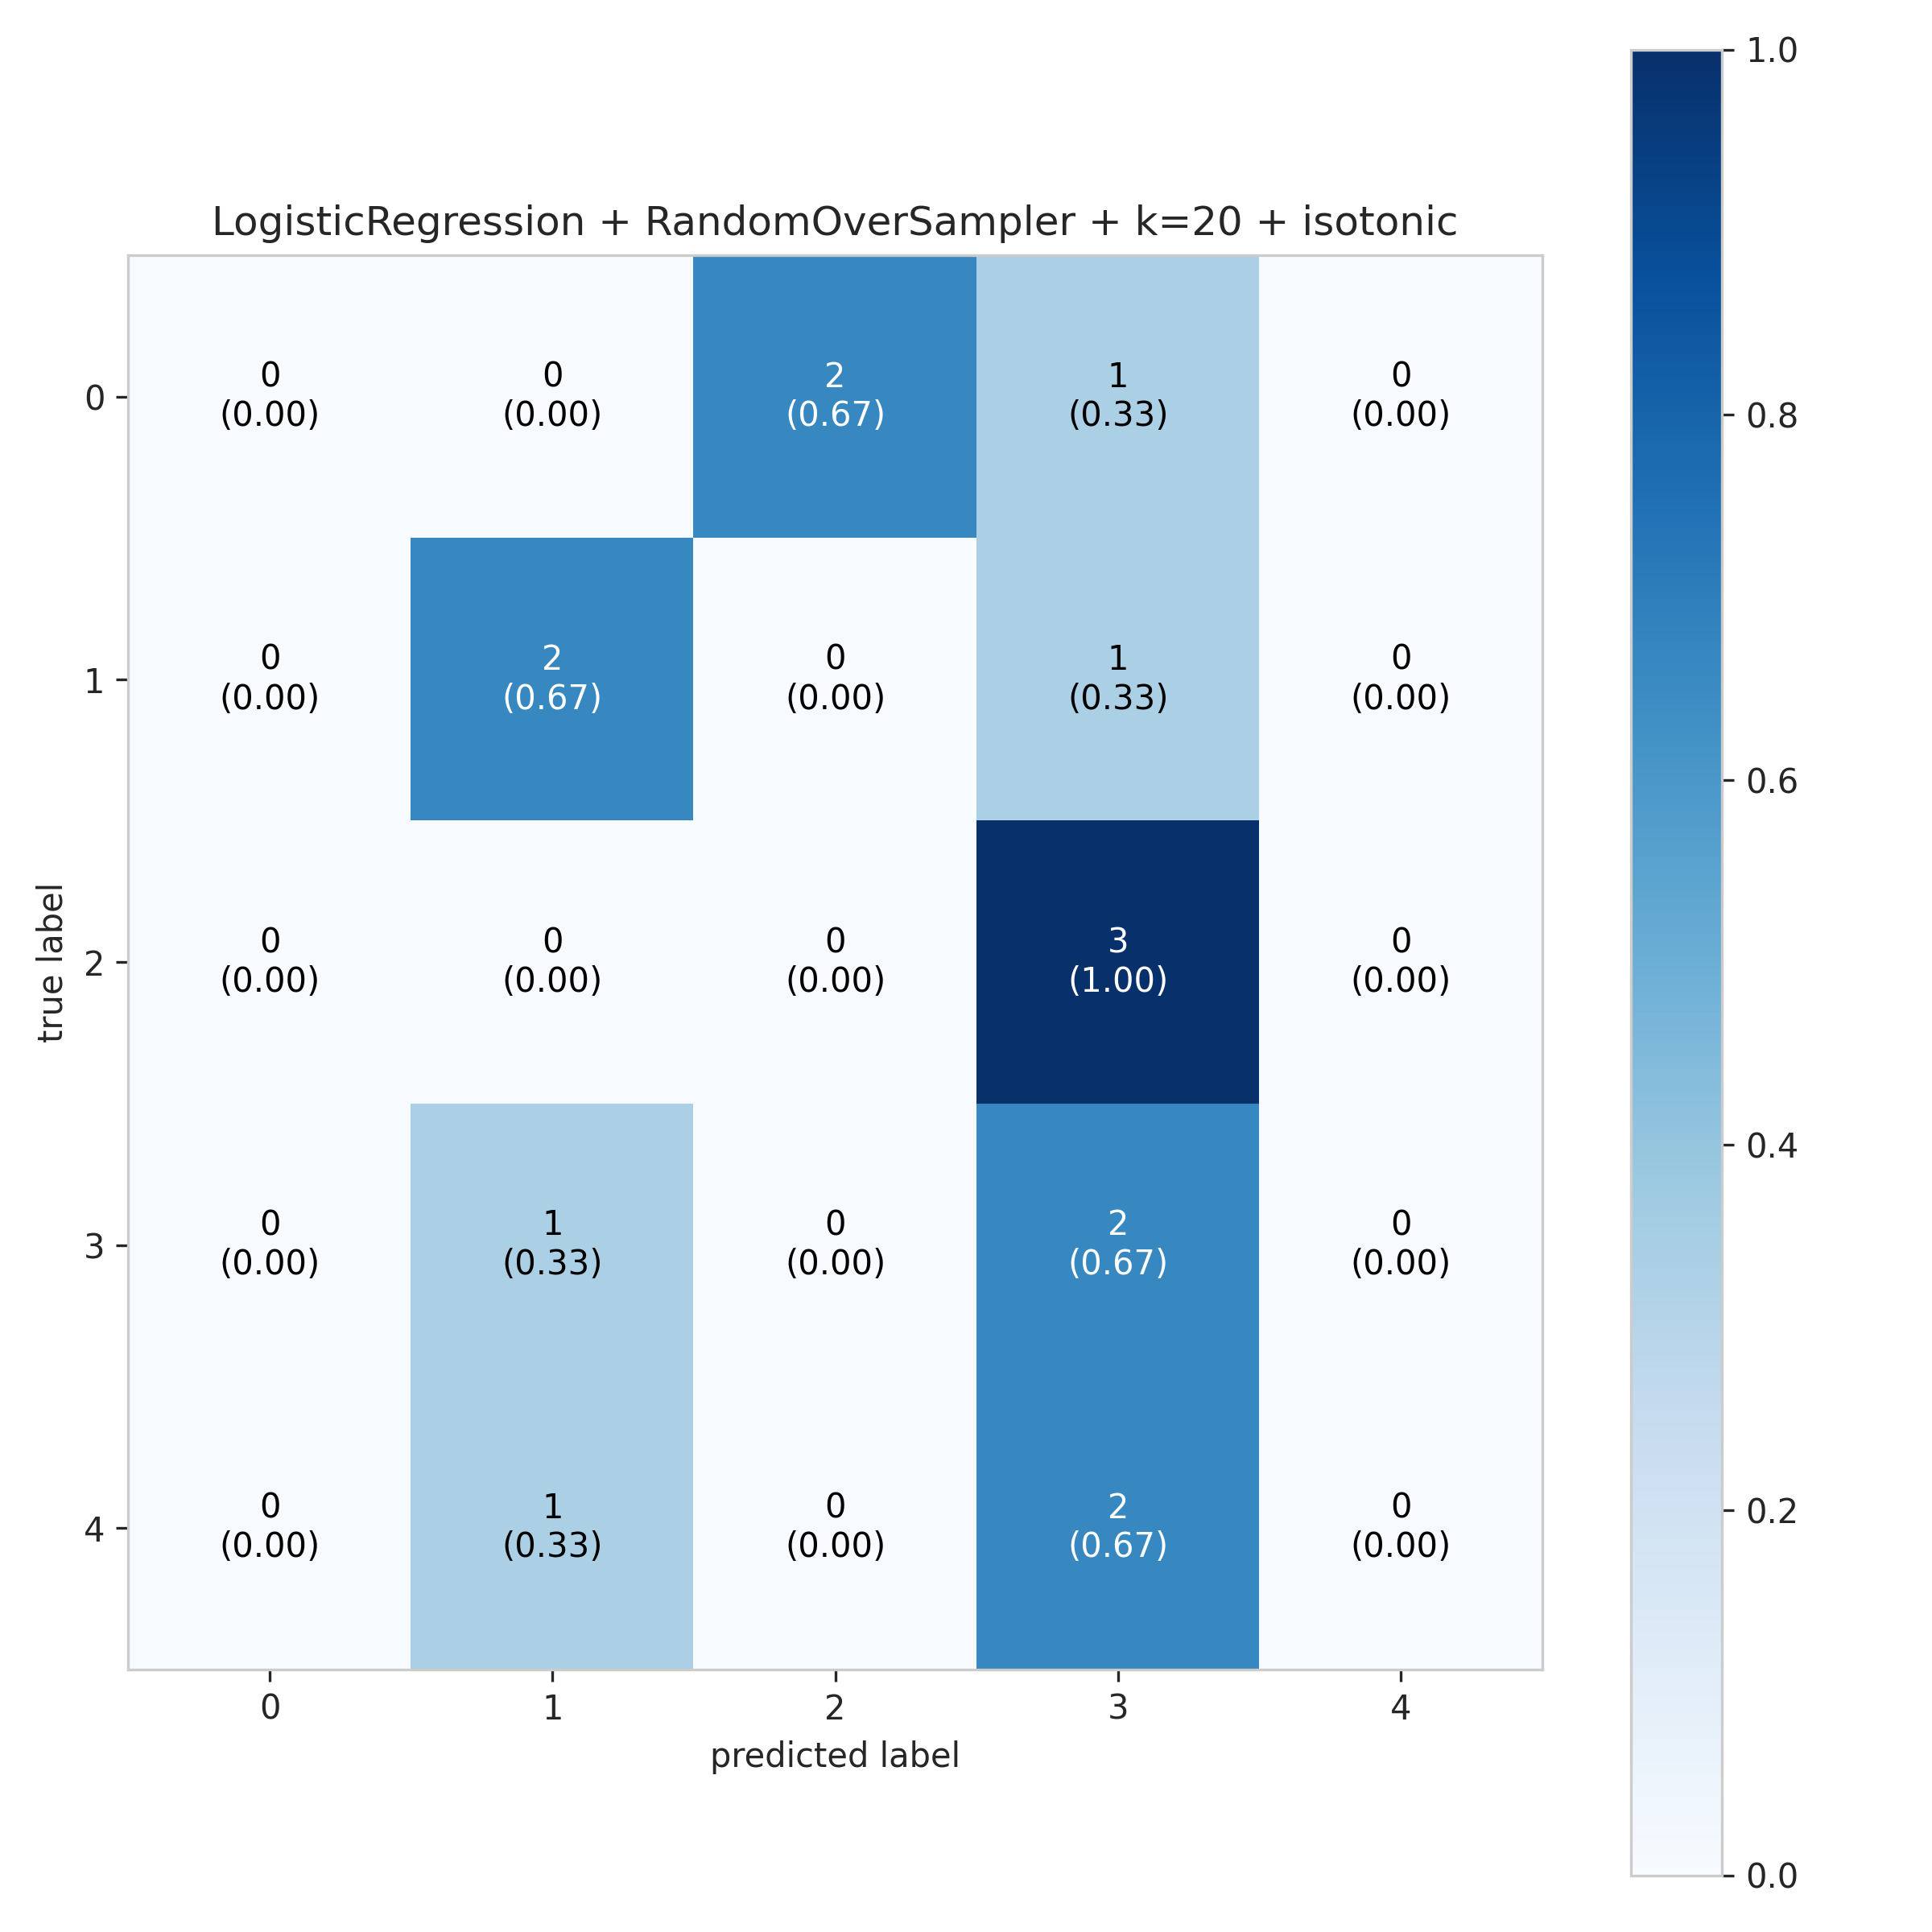 LogisticRegression + RandomOverSampler + k=20 + isotonic
1.0
0.8
0.6
0.4
0.2
0.0
true label
0
0 0 2 1 0
(0.00) (0.00) (0.67) (0.33) (0.00)
1
0 2 0 1 0
(0.00) (0.67) (0.00) (0.33) (0.00)
2
0 0 0 3 0
(0.00) (0.00) (0.00) (1.00) (0.00)
3
0 1 0 2 0
(0.00) (0.33) (0.00) (0.67) (0.00)
4
0 1 0 2 0
(0.00) (0.33) (0.00) (0.67) (0.00)
0 1 2 3 4
predicted label